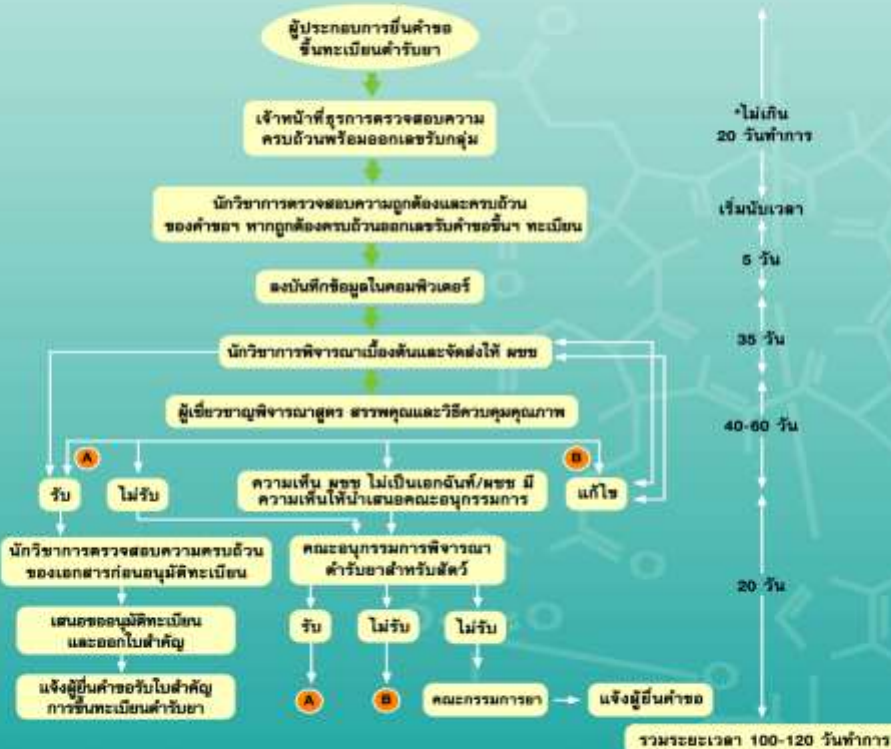 ผู้ประกอบการยื่นคำขอ
ขึ้นทะเบียนตำรับยา
เจ้าหน้าที่ธุรการตรวจสอบความ
ครบถ้วนพร้อมออกเลขรับกลุ่ม
นักวิชาการตรวจสอบความถูกต้องและครบถ้วน
ของคำขอฯ หากถูกต้องครบถ้วนออกเลขรับคำขอขึ้นฯ ทะเบียน
ลงบันทึกข้อมูลในคอมพิวเตอร์
นักวิชาการพิจารณาเบื้องต้นและจัดส่งให้ ผชช
ผู้เชี่ยวชาญพิจารณาสูตร สรรพคุณและวิธีควบคุมคุณภาพ
A
B
รับ
ไม่รับ
ความเห็น ผชช ไม่เป็นเอกฉันท์/ผชช มี
ความเห็นให้นำเสนอคณะอนุกรรมการ
แก้ไข
นักวิชาการตรวจสอบความครบถ้วน
ของเอกสารก่อนอนุมัติทะเบียน
คณะอนุกรรมการพิจารณา
ตำรับยาสำหรับสัตว์
เสนอขออนุมัติทะเบียน
และออกใบสำคัญ
รับ
ไม่รับ
ไม่รับ
แจ้งผู้ยื่นคำขอรับใบสำคัญ
การขึ้นทะเบียนตำรับยา
A
B
คณะกรรมการยา
แจ้งผู้ยื่นคำขอ
*ไม่เกิน
20 วันทำการ
เริ่มนับเวลา
5 วัน
35 วัน
40-60 วัน
20 วัน
รวมระยะเวลา 100-120 วันทำการ